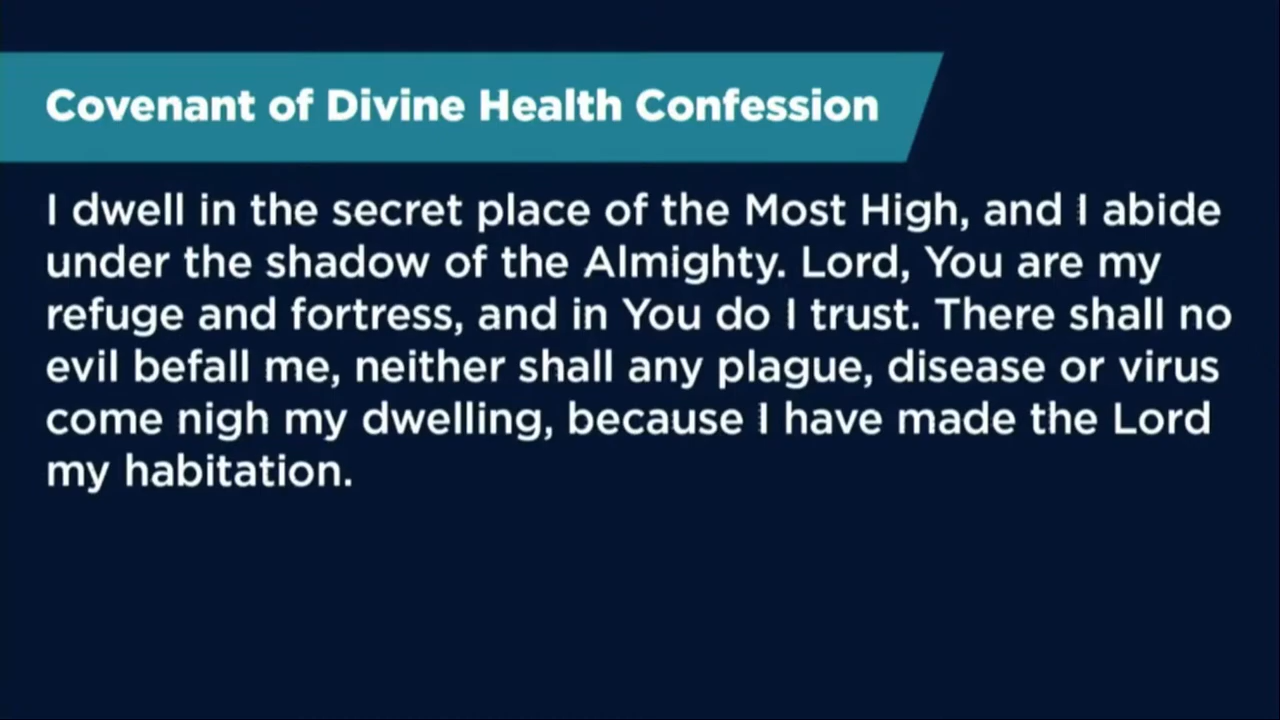 Covenant of Divine Health Confession
I dwell in the secret place of the Most High, and I abide
under the shadow of the Almighty. Lord, You are my
refuge and fortress, and in You do I trust. There shall no
evil befall me, neither shall any plague, disease or virus
come nigh my dwelling, because I have made the Lord
my habitation.